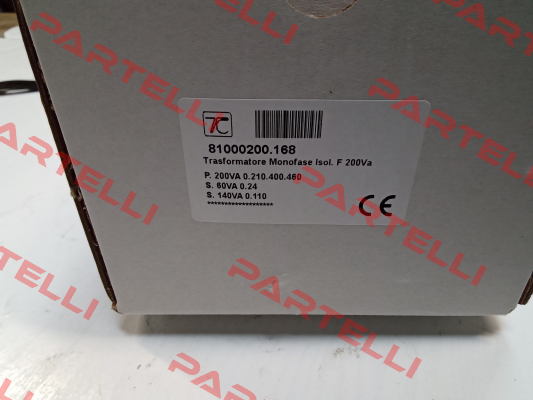 TC
81000200.168
Trasformatore Monofase Isol. F 200Va
P. 200VA 0.210.400.460
S. 60VA 0.24
S. 140VA 0.110
*******************
CE
PARTELLI
PARTELLI
PARTELLI
PARTELLI
PARTELLI
PARTELLI